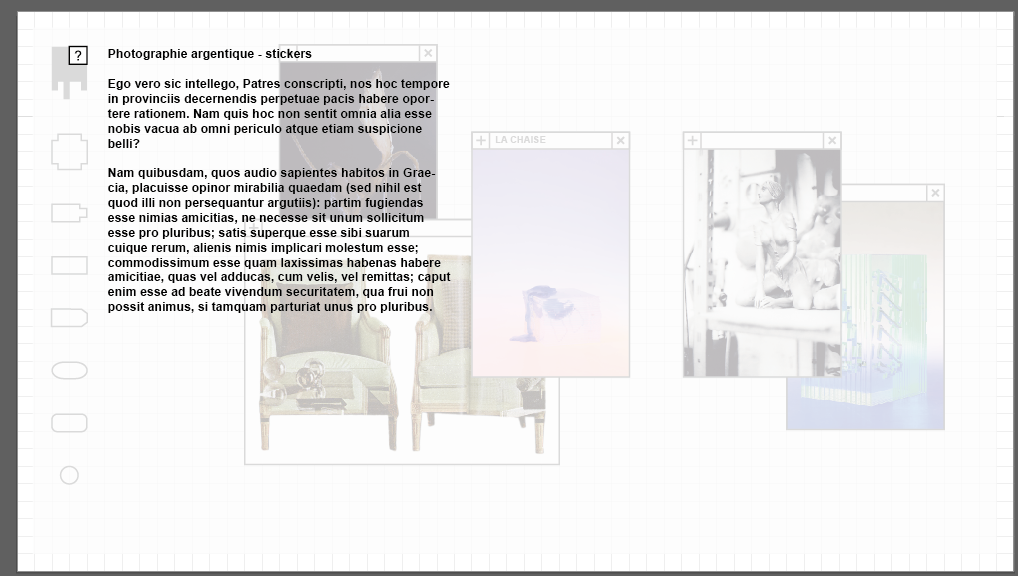 ?
Photographie argentique - stickers
Ego vero sic intellego, Patres conscripti, nos hoc tempore
in provinciis decernendis perpetuae pacis habere opor-
tere rationem. Nam quis hoc non sentit omnia alia esse
nobis vacua ab omni periculo atque etiam suspicione
belli?
Nam quibusdam, quos audio sapientes habitos in Grae-
cia, placuisse opinor mirabilia quaedam (sed nihil est
quod illi non persequantur argutiis): partim fugiendas
esse nimias amicitias, ne necesse sit unum sollicitum
esse pro pluribus; satis superque esse sibi suarum
cuique rerum, alienis nimis implicari molestum esse;
commodissimum esse quam laxissimas habenas habere
amicitiae, quas vel adducas, cum velis, vel remittas; caput
enim esse ad beate vivendum securitatem, qua frui non
possit animus, si tamquam parturiat unus pro pluribus.
LA CHAISE